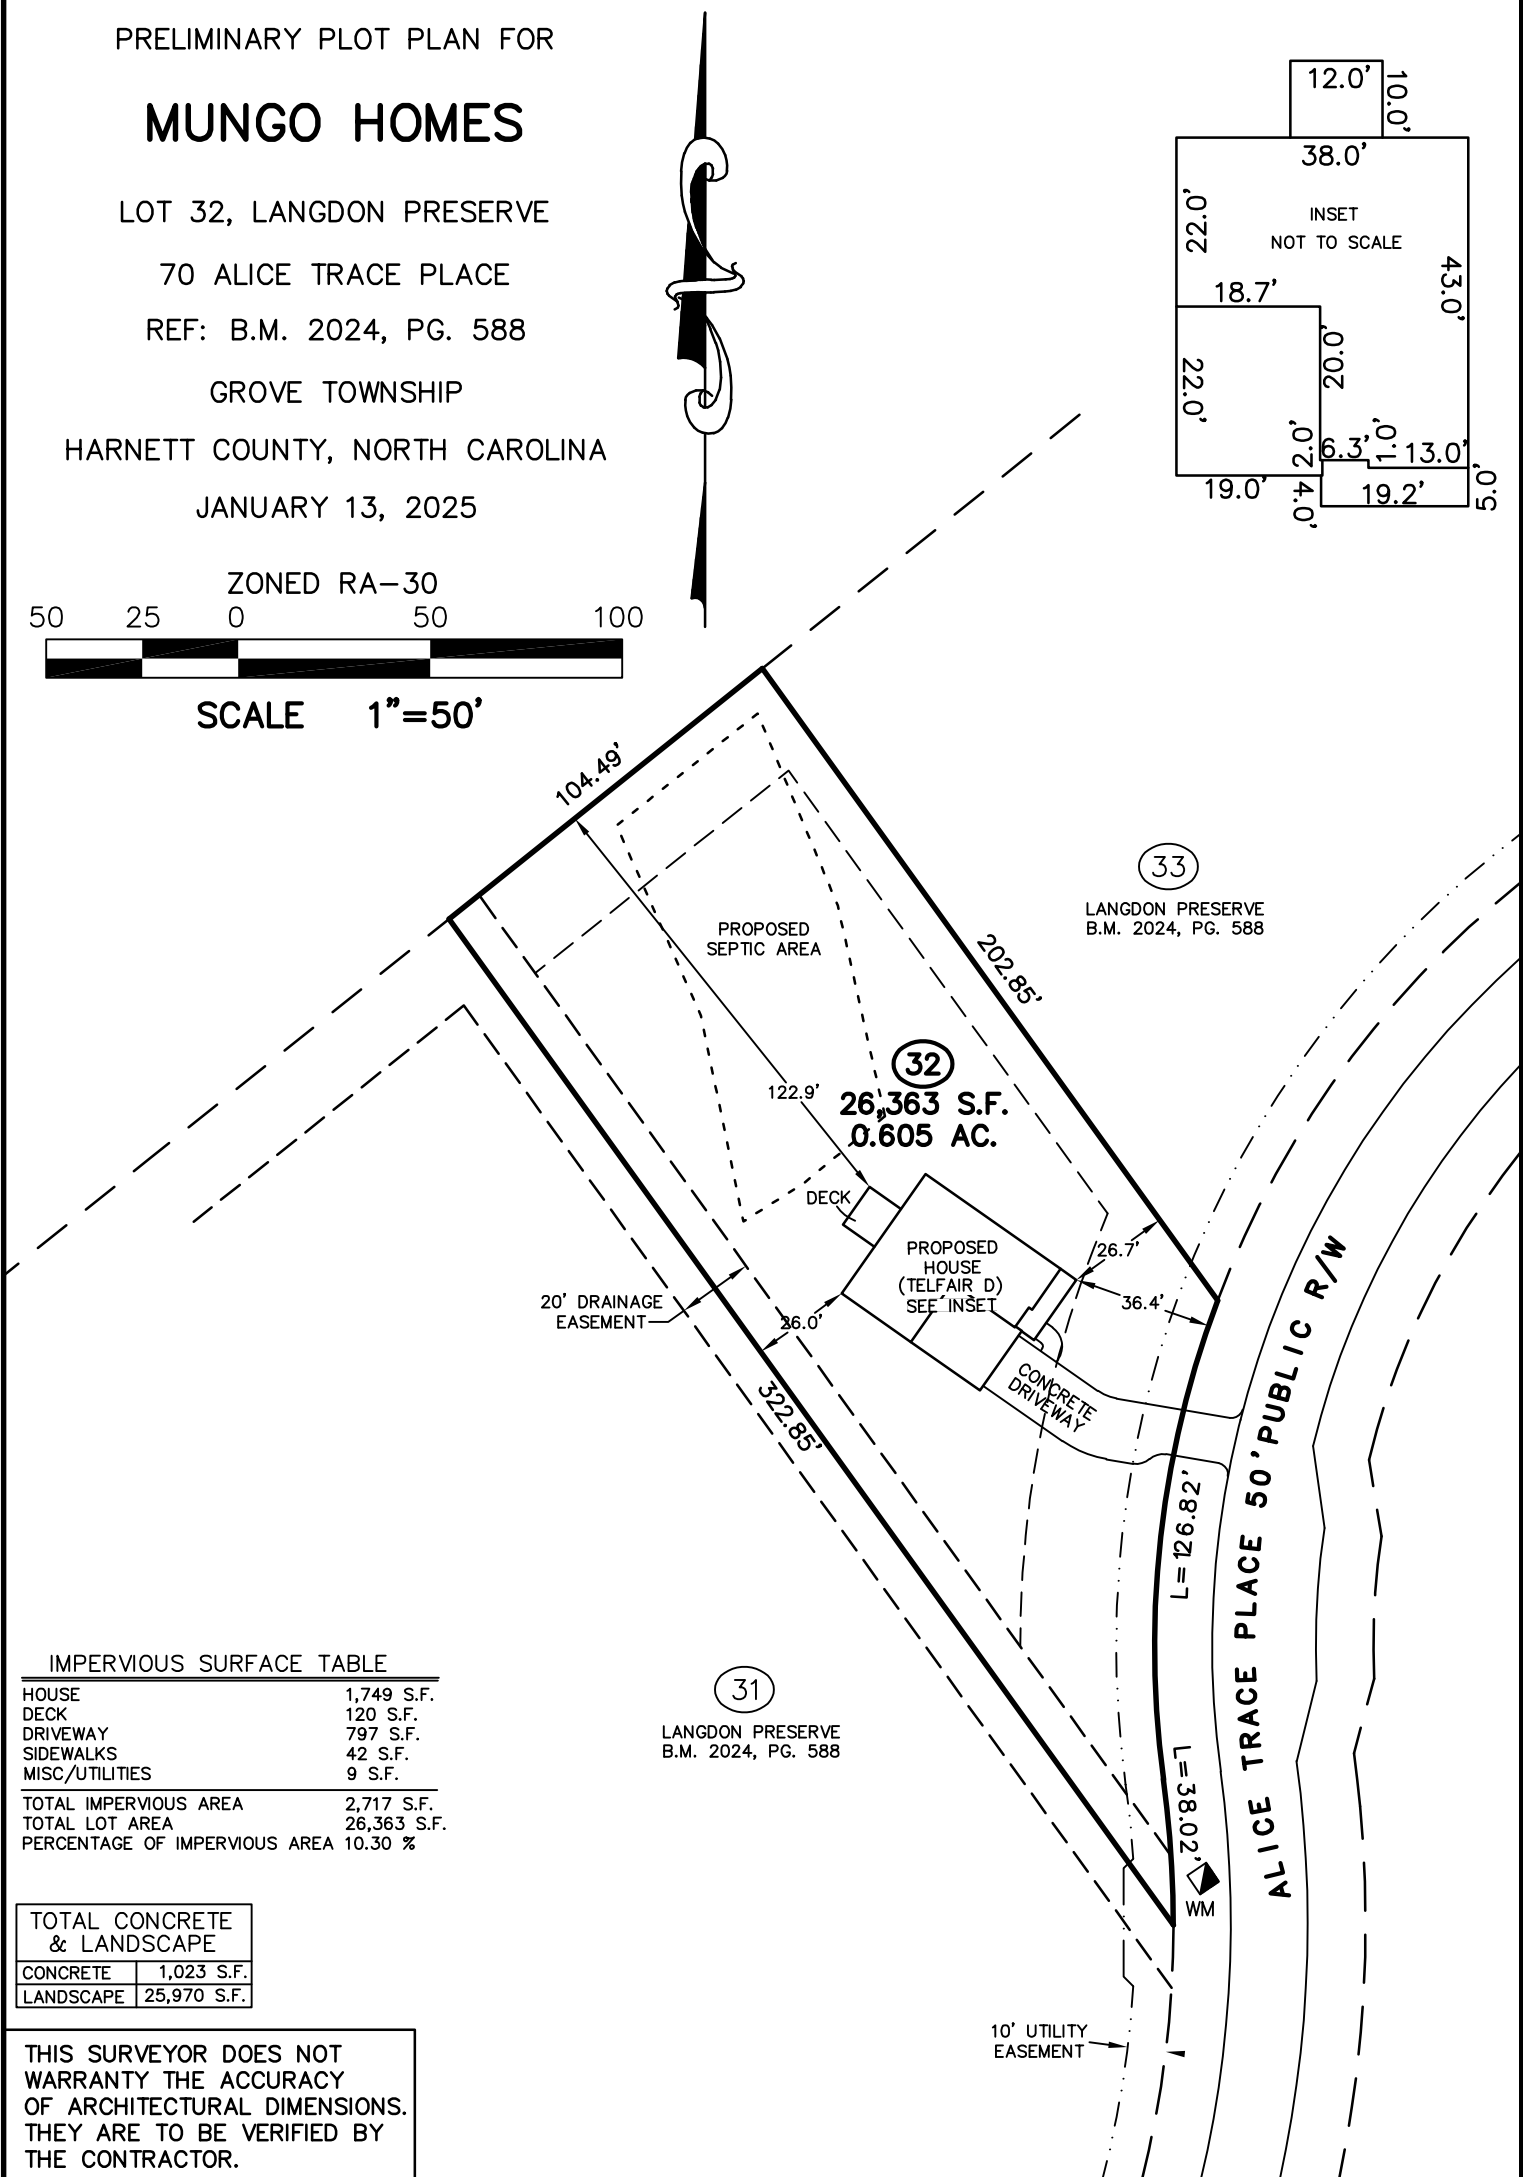 PRELIMINARY PLOT PLAN FOR
MUNGO HOMES
LOT 32, LANGDON PRESERVE
70 ALICE TRACE PLACE
REF: B.M. 2024, PG. 588
GROVE TOWNSHIP
HARNETT COUNTY, NORTH CAROLINA
JANUARY 13, 2025
ZONED RA-30
50 25 0 50 100
SCALE 1"=50'
12.0'
10.0'
38.0'
22.0'
INSET
NOT TO SCALE
43.0'
18.7'
20.0'
22.0'
2.0'
6.3'
1.0'
13.0'
19.0'
4.0'
19.2'
5.0'
104.49'
33
LANGDON PRESERVE
B.M. 2024, PG. 588
PROPOSED
SEPTIC AREA
202.85'
32
26,363 S.F.
0.605 AC.
122.9'
DECK
PROPOSED
HOUSE
(TELFAIR D)
SEE INSET
26.7'
36.4'
20' DRAINAGE
EASEMENT
26.0'
CONCRETE
DRIVEWAY
322.85'
L=126.82'
ALICE TRACE PLACE 50' PUBLIC R/W
L=38.02'
WM
31
LANGDON PRESERVE
B.M. 2024, PG. 588
10' UTILITY
EASEMENT
IMPERVIOUS SURFACE TABLE
HOUSE 1,749 S.F.
DECK 120 S.F.
DRIVEWAY 797 S.F.
SIDEWALKS 42 S.F.
MISC/UTILITIES 9 S.F.
TOTAL IMPERVIOUS AREA 2,717 S.F.
TOTAL LOT AREA 26,363 S.F.
PERCENTAGE OF IMPERVIOUS AREA 10.30 %
TOTAL CONCRETE
& LANDSCAPE
CONCRETE 1,023 S.F.
LANDSCAPE 25,970 S.F.
THIS SURVEYOR DOES NOT
WARRANTY THE ACCURACY
OF ARCHITECTURAL DIMENSIONS.
THEY ARE TO BE VERIFIED BY
THE CONTRACTOR.